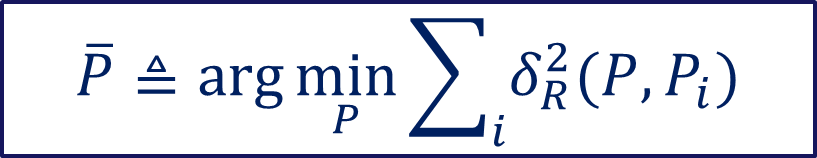 P̄ ≜ arg min_P ∑_i δ_R^2(P, P_i)